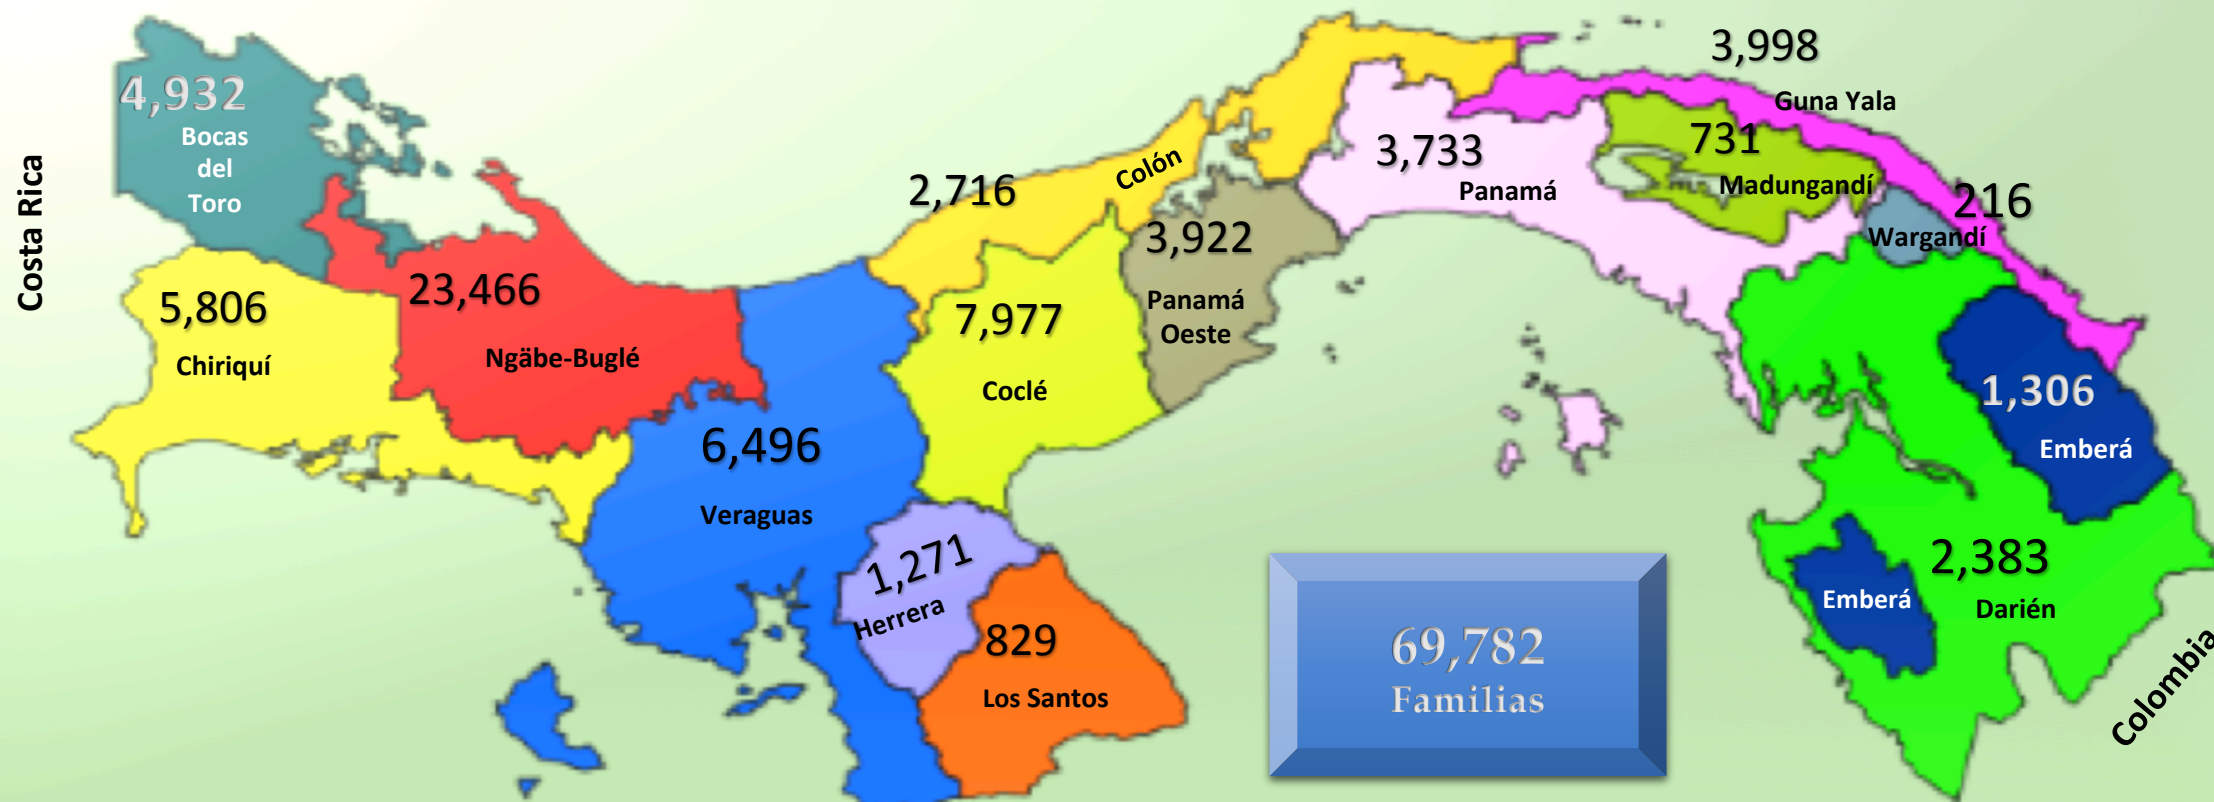 Costa Rica
4,932
Bocas
del
Toro
5,806
Chiriquí
23,466
Ngäbe-Buglé
6,496
Veraguas
2,716
Colón
7,977
Coclé
3,922
Panamá
Oeste
1,271
Herrera
829
Los Santos
3,733
Panamá
3,998
Guna Yala
731
Madungandí
216
Wargandí
1,306
Emberá
Emberá
2,383
Darién
Colombia
69,782
Familias